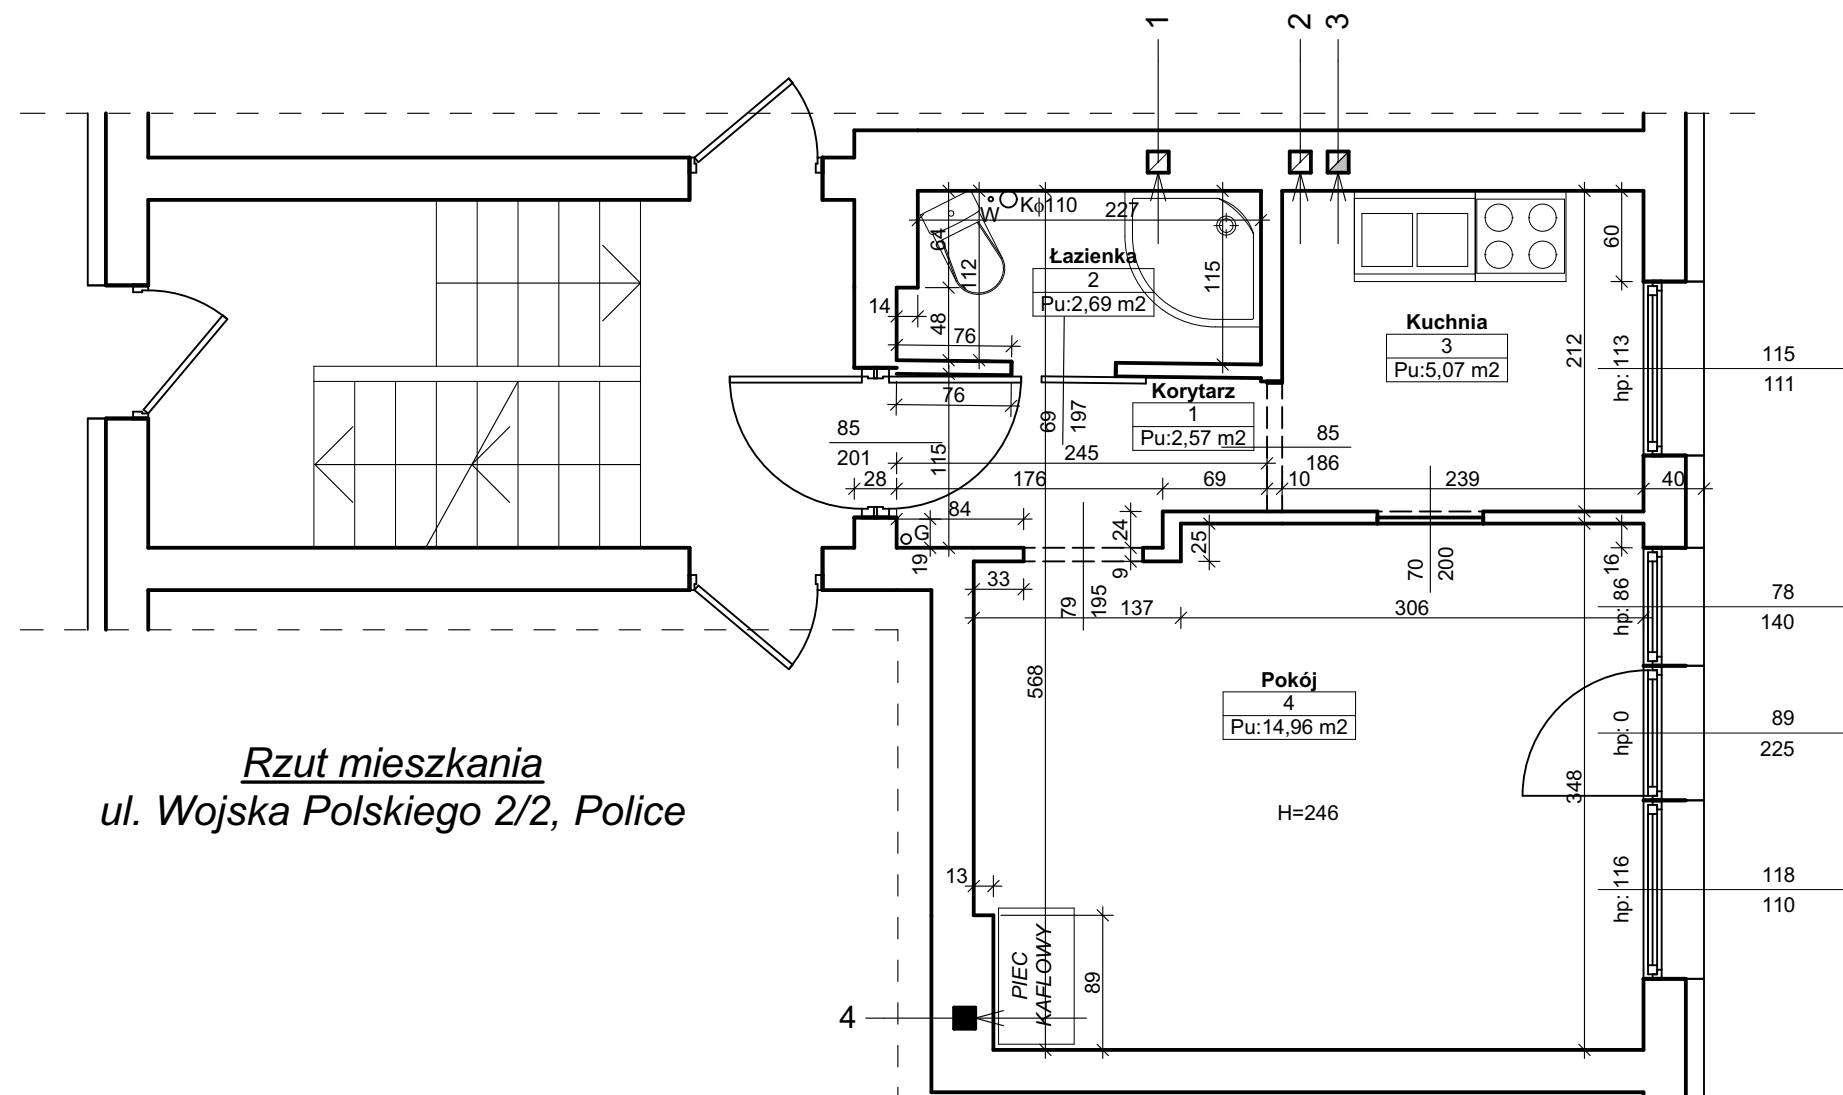 1
2
3
W
Kϕ110
227
64
112
Łazienka
2
Pu:2,69 m2
115
14
48
76
60
Kuchnia
3
Pu:5,07 m2
212
hp: 113
115
111
76
69
197
Korytarz
1
Pu:2,57 m2
85
201
115
245
85
186
28
176
69
10
239
40
84
G
19
24
25
9
33
79
195
137
70
200
306
16
hp: 86
78
140
568
Pokój
4
Pu:14,96 m2
hp: 0
89
225
348
H=246
Rzut mieszkania
ul. Wojska Polskiego 2/2, Police
13
PIEC
KAFLOWY
89
hp: 116
118
110
4